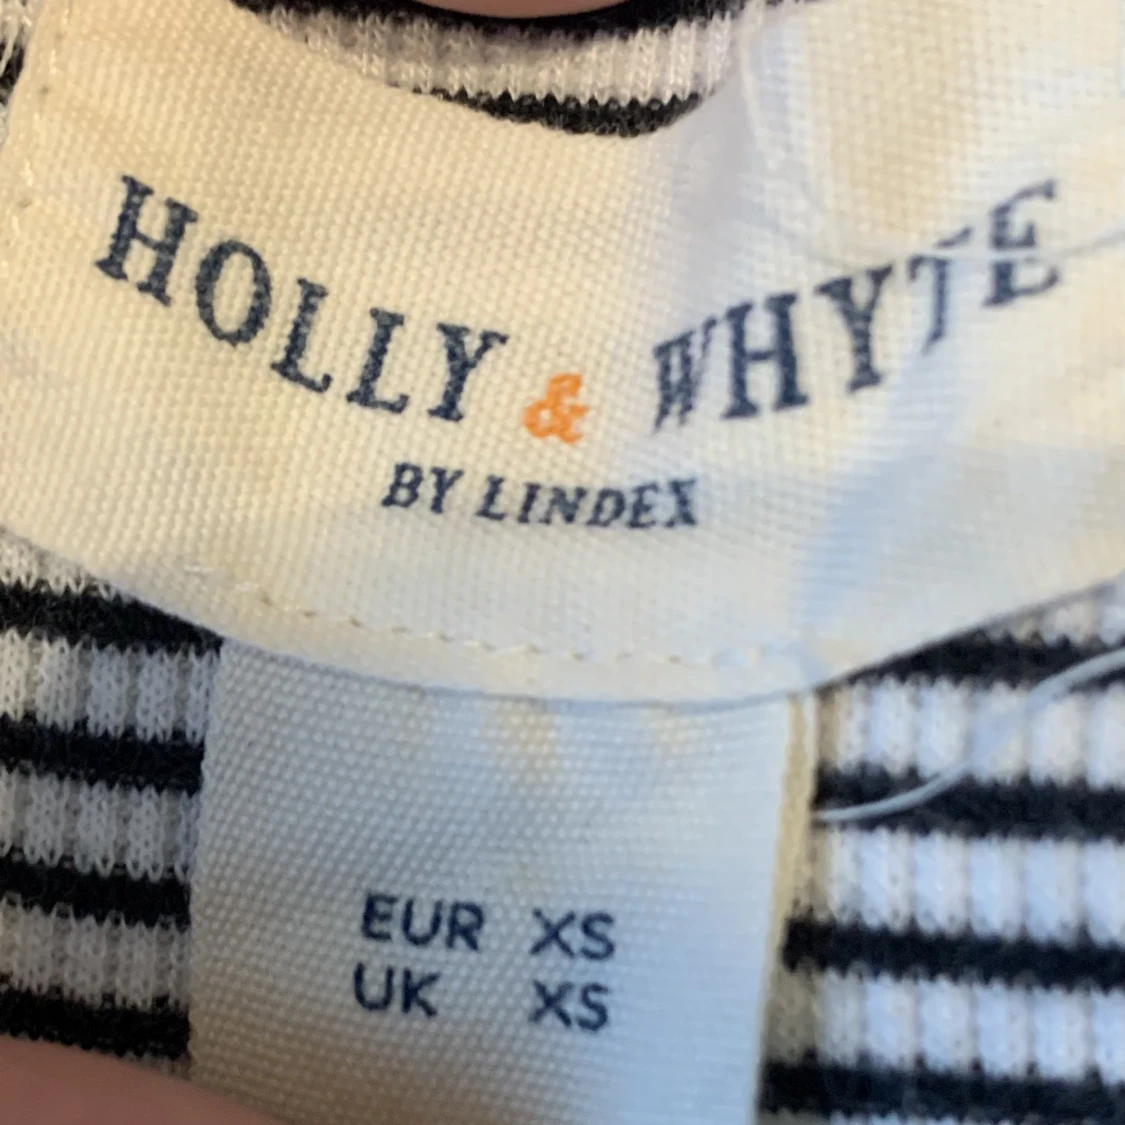 HOLLY & WHYTE
BY LINDEX
EUR XS
UK XS